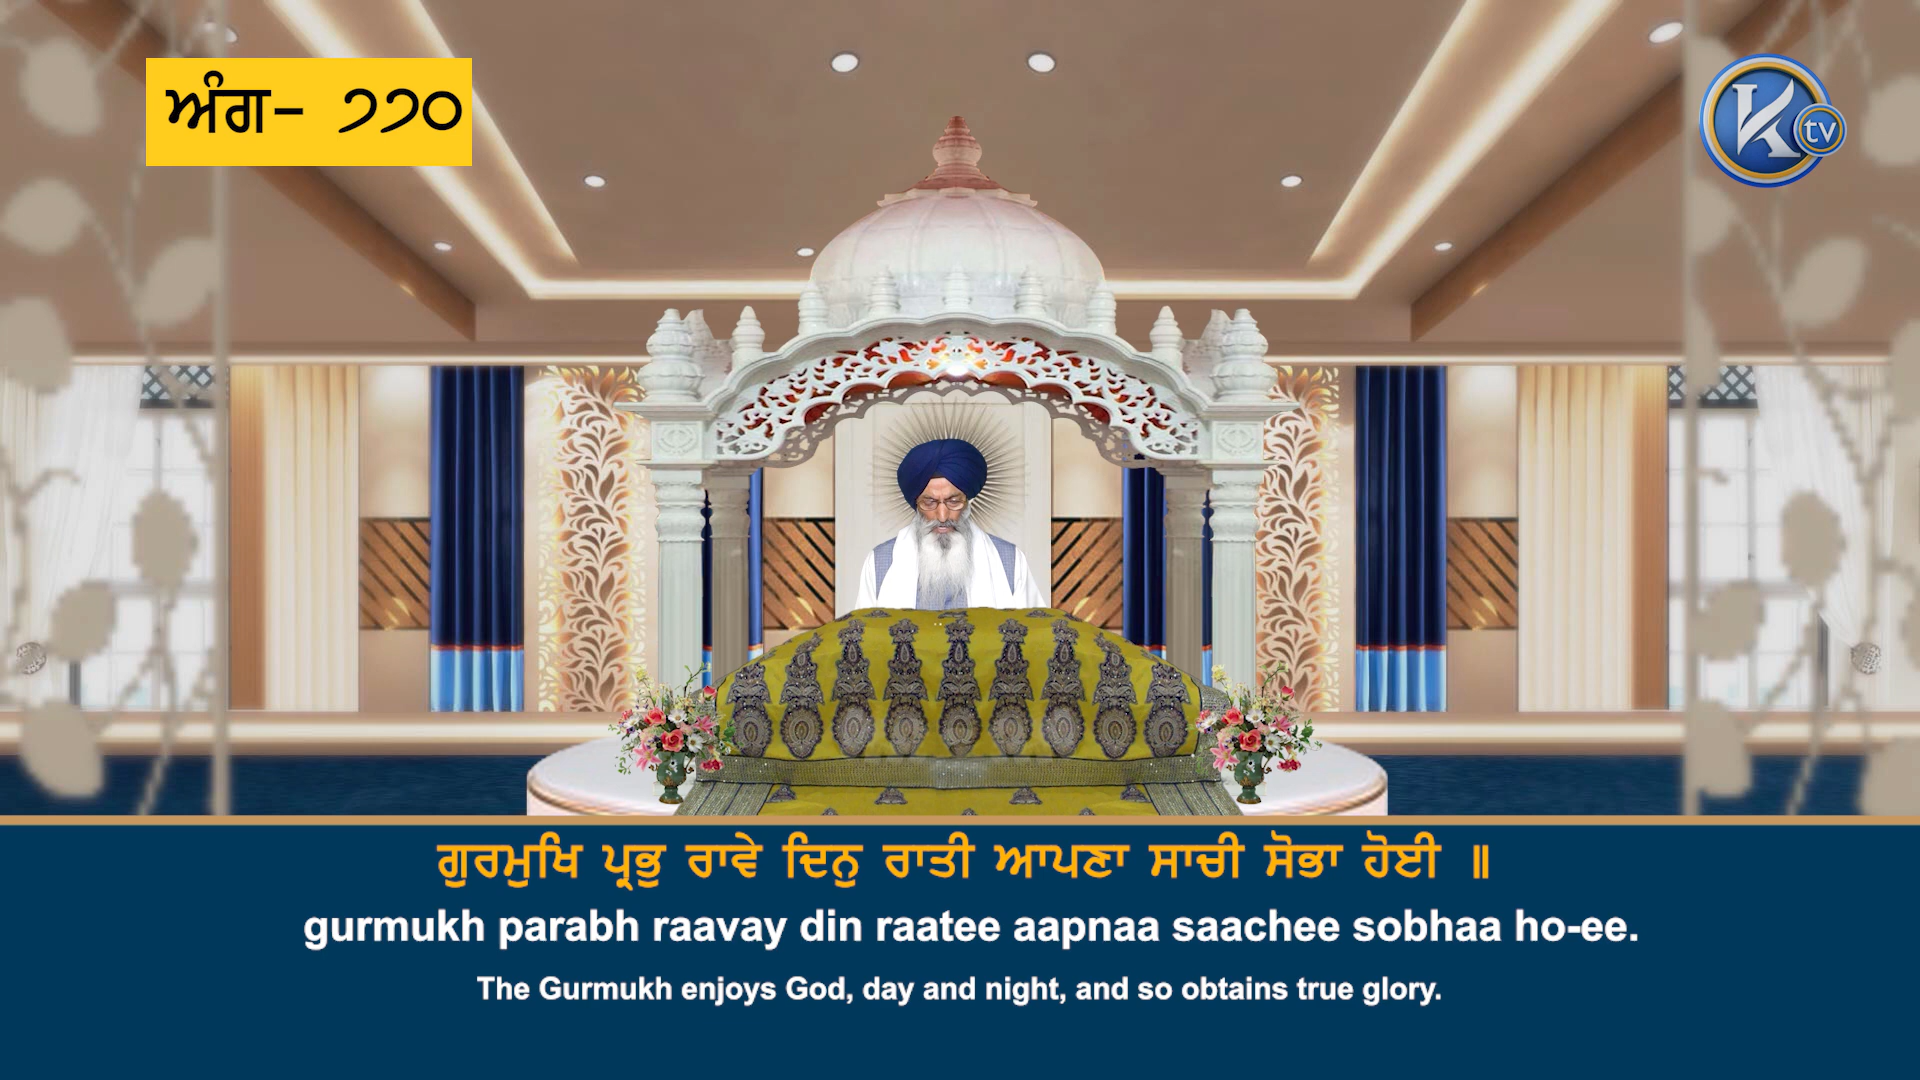 ਅੰਗ- ੭੭੦
K tv
ਗੁਰਮੁਖਿ ਪ੍ਰਭੁ ਰਾਵੇ ਦਿਨੁ ਰਾਤੀ ਆਪਣਾ ਸਾਚੀ ਸੋਭਾ ਹੋਈ ॥
gurmukh parabh raavay din raatee aapnaa saachee sobhaa ho-ee.
The Gurmukh enjoys God, day and night, and so obtains true glory.